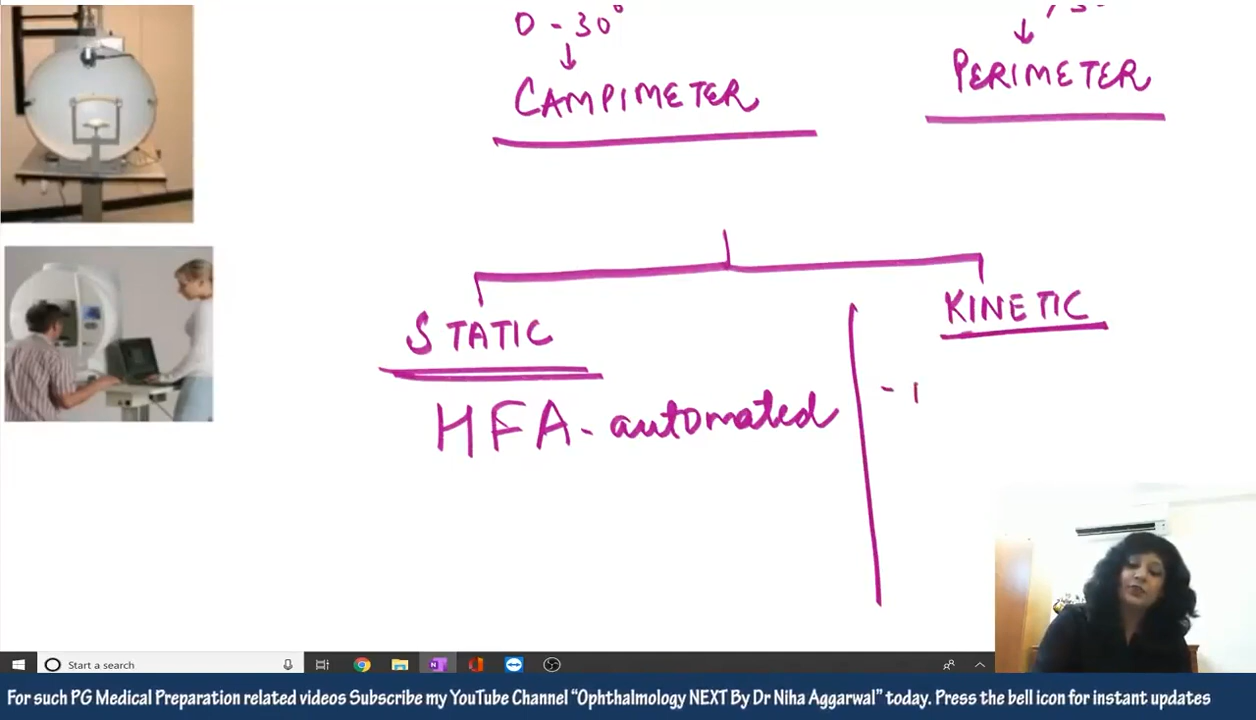 0 - 30°
CAMPIMETER
PERIMETER
STATIC
KINETIC
HFA - automated
Start a search
For such PG Medical Preparation related videos Subscribe my YouTube Channel “Ophthalmology NEXT By Dr Niha Aggarwal” today. Press the bell icon for instant updates